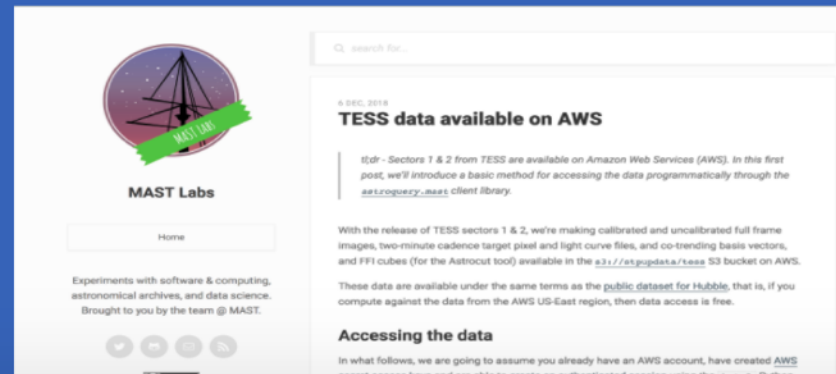 search for...
MAST LABS
MAST Labs
Home
Experiments with software & computing,
astronomical archives, and data science.
Brought to you by the team @ MAST.
6 DEC, 2018
TESS data available on AWS
tl;dr - Sectors 1 & 2 from TESS are available on Amazon Web Services (AWS). In this first
post, we'll introduce a basic method for accessing the data programmatically through the
astroquery.mast client library.
With the release of TESS sectors 1 & 2, we're making calibrated and uncalibrated full frame
images, two-minute cadence target pixel and light curve files, and co-trending basis vectors,
and FFI cubes (for the Astrocut tool) available in the s3://stpupdata/tess S3 bucket on AWS.
These data are available under the same terms as the public dataset for Hubble, that is, if you
compute against the data from the AWS US-East region, then data access is free.
Accessing the data
In what follows, we are going to assume you already have an AWS account, have created AWS